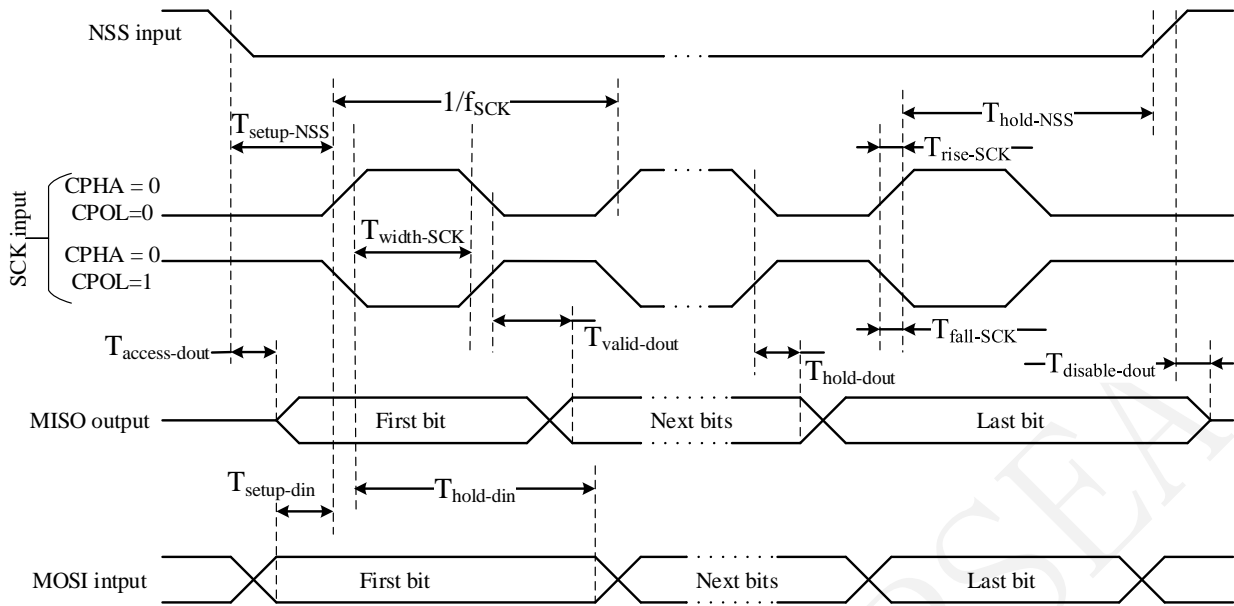 NSS input
1/fSCK
Tsetup-NSS
Thold-NSS
Trise-SCK
SCK input
CPHA = 0
CPOL=0
Twidth-SCK
CPHA = 0
CPOL=1
Tvalid-dout
Tfall-SCK
Taccess-dout
Thold-dout
Tdisable-dout
MISO output
First bit
Next bits
Last bit
Tsetup-din
Thold-din
MOSI intput
First bit
Next bits
Last bit